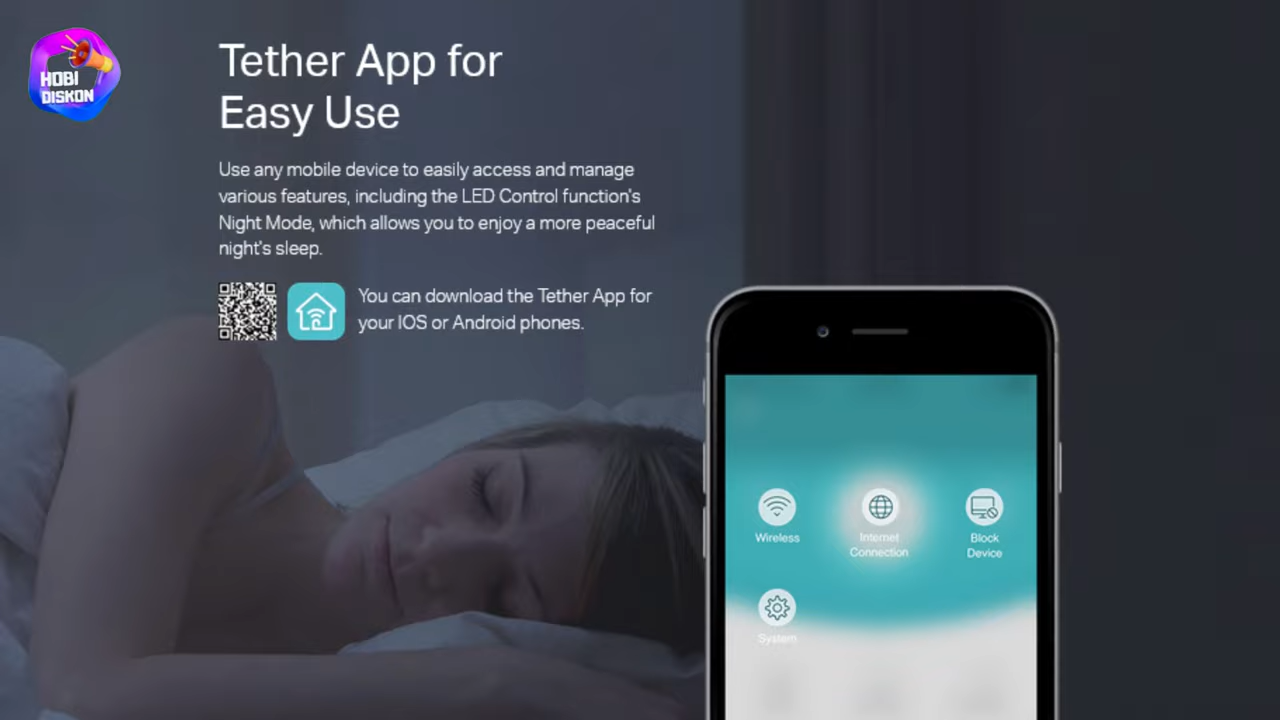 HOBI
DISKON
Tether App for
Easy Use
Use any mobile device to easily access and manage
various features, including the LED Control function's
Night Mode, which allows you to enjoy a more peaceful
night's sleep.
You can download the Tether App for
your IOS or Android phones.
Wireless
Internet
Connection
Block
Device
System